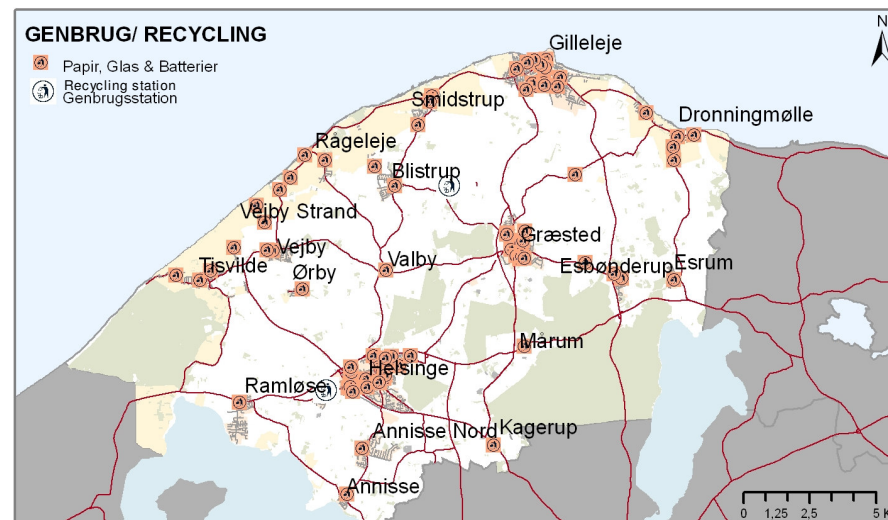 GENBRUG/ RECYCLING
Papir, Glas & Batterier
Recycling station
Genbrugsstation
N
Gilleleje
Smidstrup
Dronningmølle
Rågeleje
Blistrup
Vejby Strand
Græsted
Vejby
Valby
Tisvilde
Ørby
Esbønderup
Esrum
Mårum
Helsinge
Ramløse
Annisse Nord
Kagerup
Annisse
0 1,25 2,5 5 K